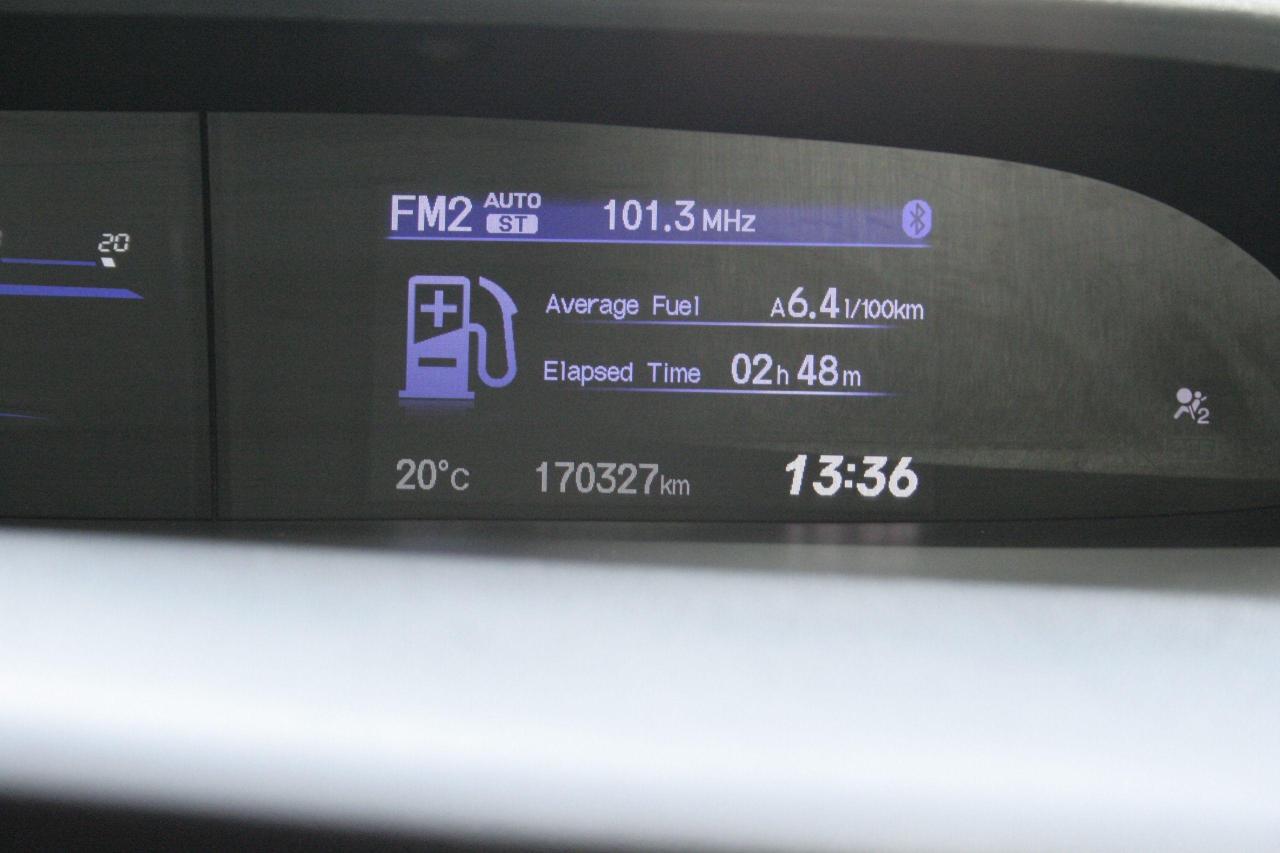 FM2 AUTO ST 101.3 MHz
20
Average Fuel A6.4 l/100km
Elapsed Time 02h 48m
2
20°C 170327km 13:36